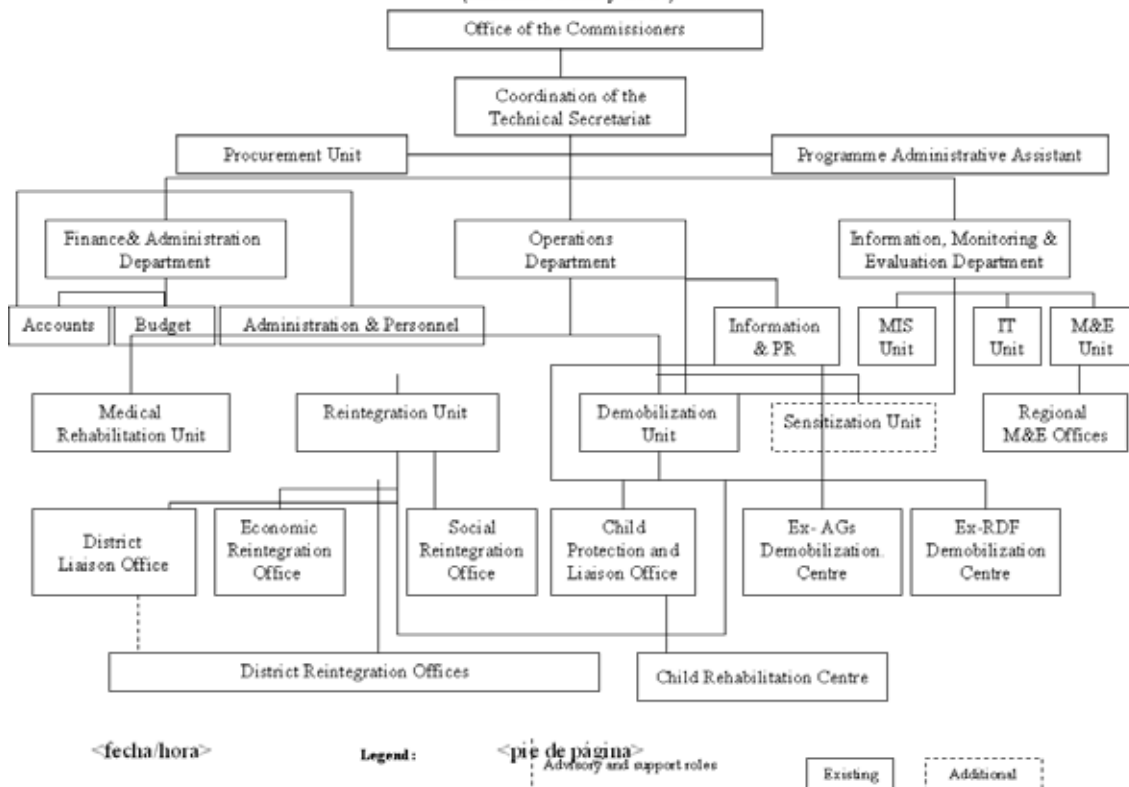 Office of the Commissioners
Coordination of the
Technical Secretariat
Procurement Unit
Programme Administrative Assistant
Finance& Administration
Department
Operations
Department
Information, Monitoring &
Evaluation Department
Accounts
Budget
Administration & Personnel
Information
& PR
MIS
Unit
IT
Unit
M&E
Unit
Medical
Rehabilitation Unit
Reintegration Unit
Demobilization
Unit
Sensitization Unit
Regional
M&E Offices
District
Liaison Office
Economic
Reintegration
Office
Social
Reintegration
Office
Child
Protection and
Liaison Office
Ex- AGs
Demobilization.
Centre
Ex-RDF
Demobilization
Centre
District Reintegration Offices
Child Rehabilitation Centre
<fecha/hora>
Legend :
<pie de página>
Advisory and support roles
Existing
Additional